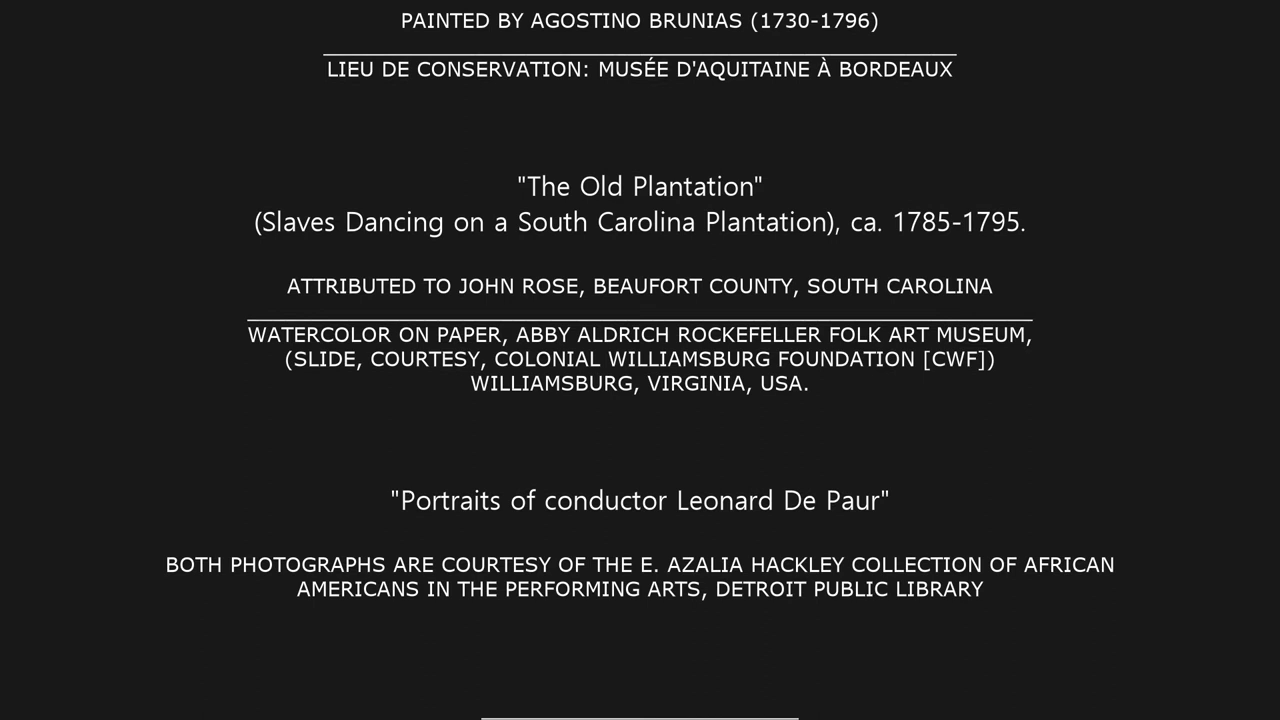 PAINTED BY AGOSTINO BRUNIAS (1730-1796)
LIEU DE CONSERVATION: MUSÉE D'AQUITAINE À BORDEAUX
"The Old Plantation"
(Slaves Dancing on a South Carolina Plantation), ca. 1785-1795.
ATTRIBUTED TO JOHN ROSE, BEAUFORT COUNTY, SOUTH CAROLINA
WATERCOLOR ON PAPER, ABBY ALDRICH ROCKEFELLER FOLK ART MUSEUM,
(SLIDE, COURTESY, COLONIAL WILLIAMSBURG FOUNDATION [CWF])
WILLIAMSBURG, VIRGINIA, USA.
"Portraits of conductor Leonard De Paur"
BOTH PHOTOGRAPHS ARE COURTESY OF THE E. AZALIA HACKLEY COLLECTION OF AFRICAN
AMERICANS IN THE PERFORMING ARTS, DETROIT PUBLIC LIBRARY